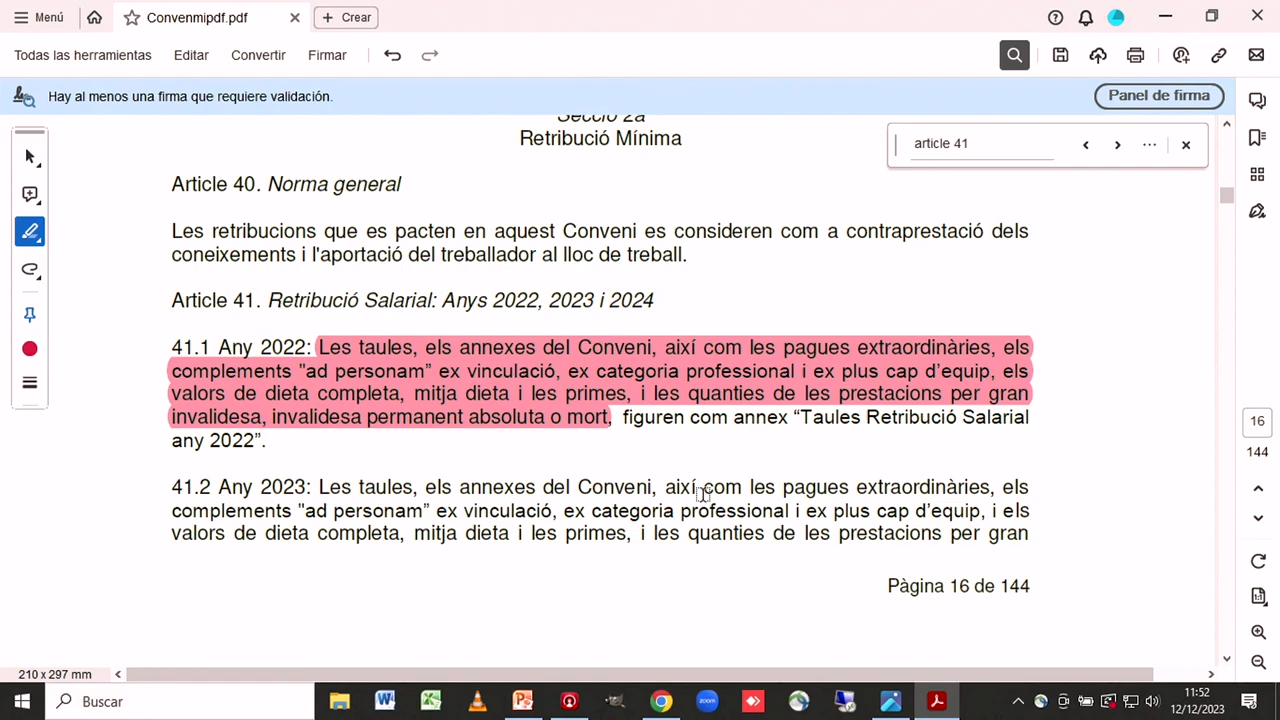 Menú
Convenmipdf.pdf
Crear
Todas las herramientas
Editar
Convertir
Firmar
Hay al menos una firma que requiere validación.
Panel de firma
article 41
Secció 2a
Retribució Mínima
Article 40. Norma general
Les retribucions que es pacten en aquest Conveni es consideren com a contraprestació dels
coneixements i l'aportació del treballador al lloc de treball.
Article 41. Retribució Salarial: Anys 2022, 2023 i 2024
41.1 Any 2022: Les taules, els annexes del Conveni, així com les pagues extraordinàries, els
complements "ad personam” ex vinculació, ex categoria professional i ex plus cap d’equip, els
valors de dieta completa, mitja dieta i les primes, i les quanties de les prestacions per gran
invalidesa, invalidesa permanent absoluta o mort, figuren com annex “Taules Retribució Salarial
any 2022”.
41.2 Any 2023: Les taules, els annexes del Conveni, així com les pagues extraordinàries, els
complements "ad personam” ex vinculació, ex categoria professional i ex plus cap d’equip, i els
valors de dieta completa, mitja dieta i les primes, i les quanties de les prestacions per gran
Pàgina 16 de 144
16
144
1:1
210 x 297 mm
Buscar
W
X
P
zoom
11:52
12/12/2023